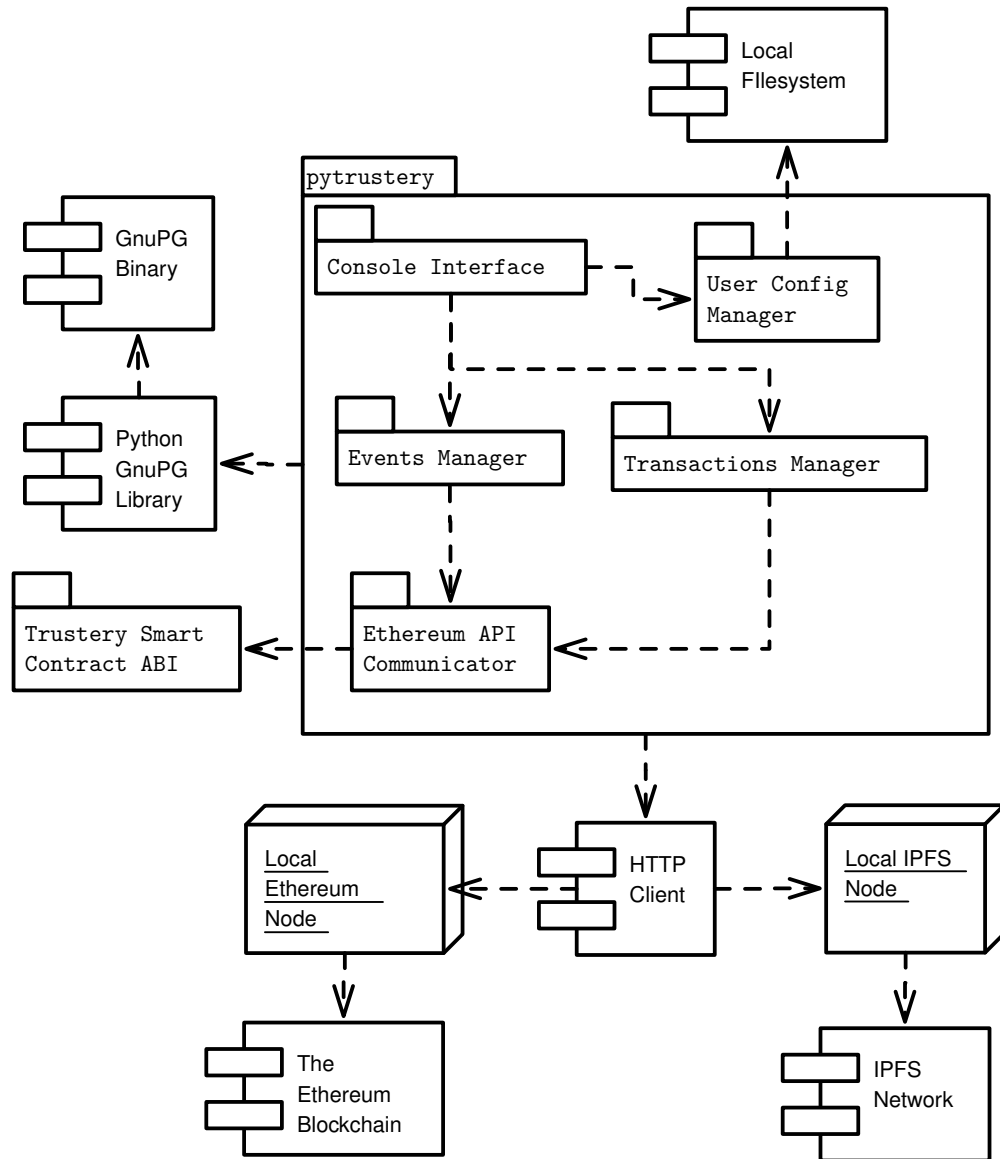 Local
FIlesystem
pytrustery
GnuPG
Binary
Console Interface
User Config
Manager
Python
GnuPG
Library
Events Manager
Transactions Manager
Trustery Smart
Contract ABI
Ethereum API
Communicator
Local
Ethereum
Node
HTTP
Client
Local IPFS
Node
The
Ethereum
Blockchain
IPFS
Network